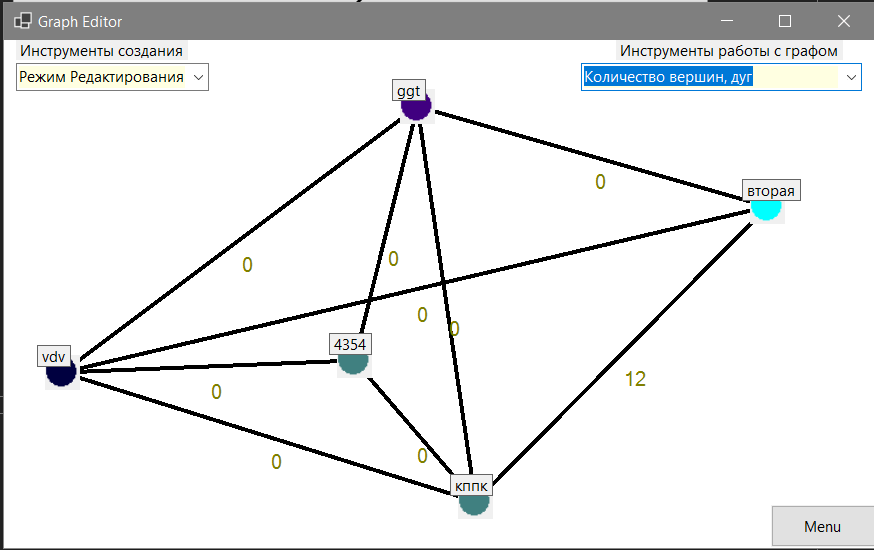 Graph Editor
Инструменты создания
Инструменты работы с графом
Режим Редактирования
Количество вершин, дуг
ggt
вторая
0
0
0
0
0
4354
vdv
12
0
0
0
кппк
Menu